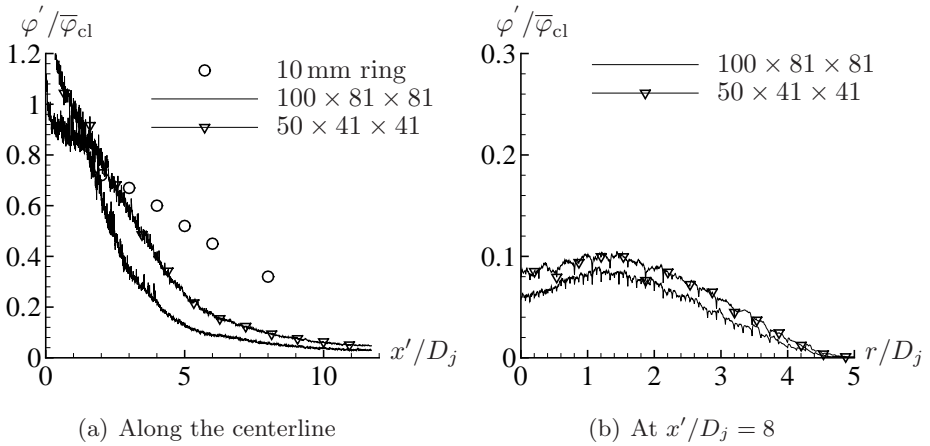 φ′/φ̄cl
1.2
1
0.8
0.6
0.4
0.2
0
0
5
10
x′/Dj
10 mm ring
100 × 81 × 81
50 × 41 × 41
(a) Along the centerline
φ′/φ̄cl
0.3
0.2
0.1
0
0
1
2
3
4
5
r/Dj
100 × 81 × 81
50 × 41 × 41
(b) At x′/Dj = 8